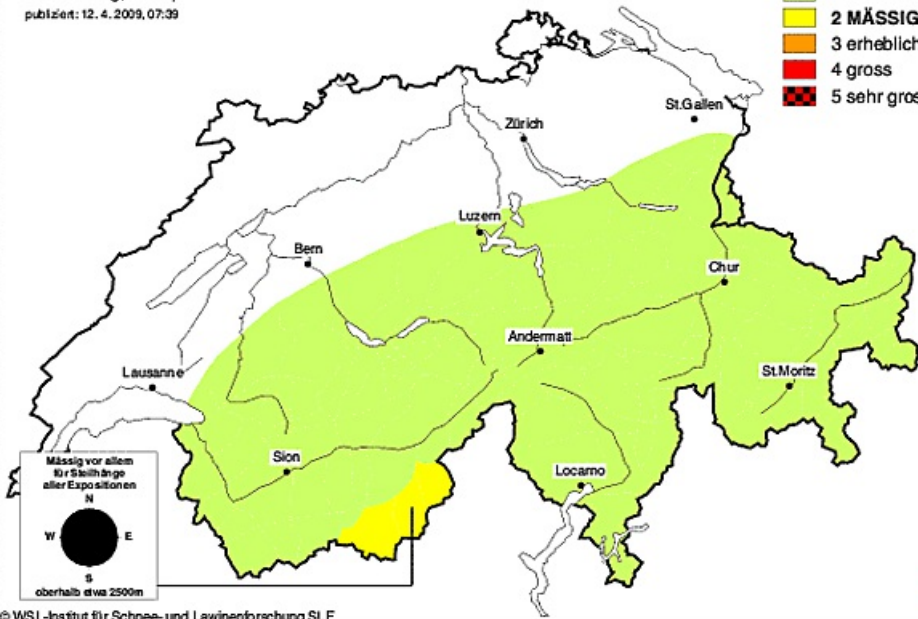 publiziert: 12. 4. 2009, 07:39
2 MÄSSIG
3 erheblich
4 gross
5 sehr gros
St.Gallen
Zürich
Luzern
Bern
Chur
Andermatt
Lausanne
St.Moritz
Sion
Locarno
Mässig vor allem
für Steilhänge
aller Expositionen
N
W E
S
oberhalb etwa 2500m
© WSL-Institut für Schnee- und Lawinenforschung SLF